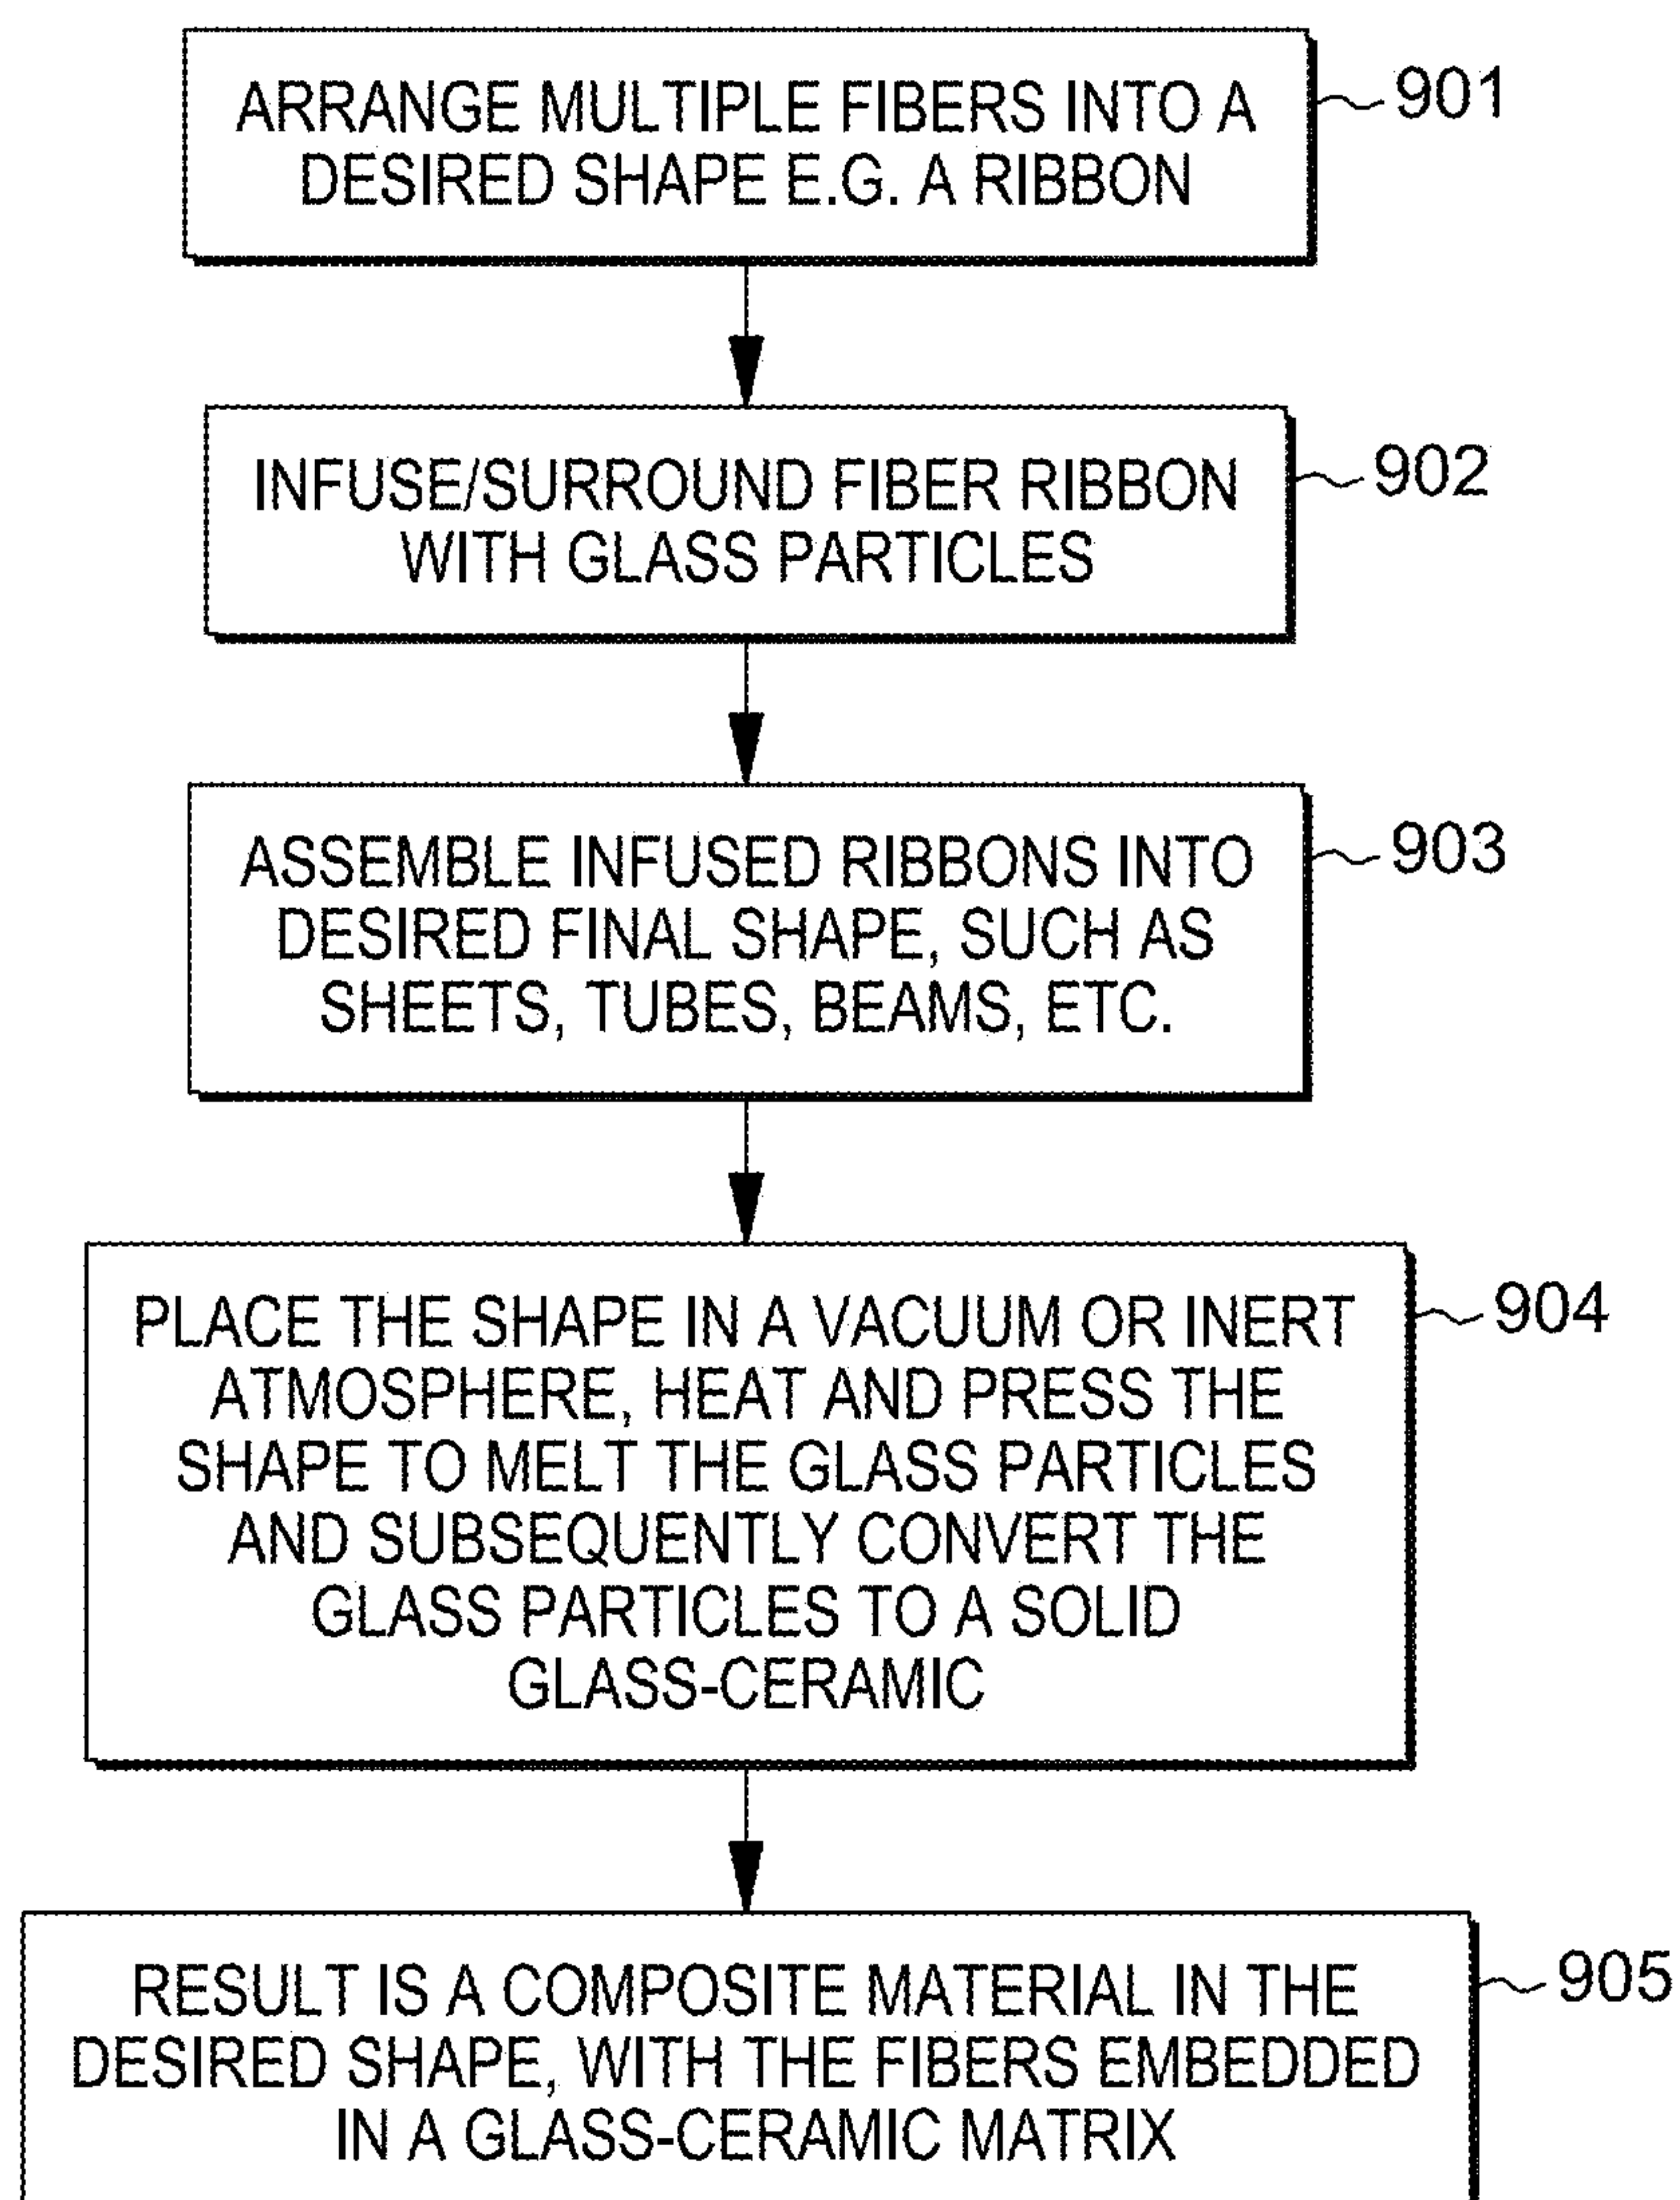 ARRANGE MULTIPLE FIBERS INTO A
DESIRED SHAPE E.G. A RIBBON
901
INFUSE/SURROUND FIBER RIBBON
WITH GLASS PARTICLES
902
ASSEMBLE INFUSED RIBBONS INTO
DESIRED FINAL SHAPE, SUCH AS
SHEETS, TUBES, BEAMS, ETC.
903
PLACE THE SHAPE IN A VACUUM OR INERT
ATMOSPHERE, HEAT AND PRESS THE
SHAPE TO MELT THE GLASS PARTICLES
AND SUBSEQUENTLY CONVERT THE
GLASS PARTICLES TO A SOLID
GLASS-CERAMIC
904
RESULT IS A COMPOSITE MATERIAL IN THE
DESIRED SHAPE, WITH THE FIBERS EMBEDDED
IN A GLASS-CERAMIC MATRIX
905